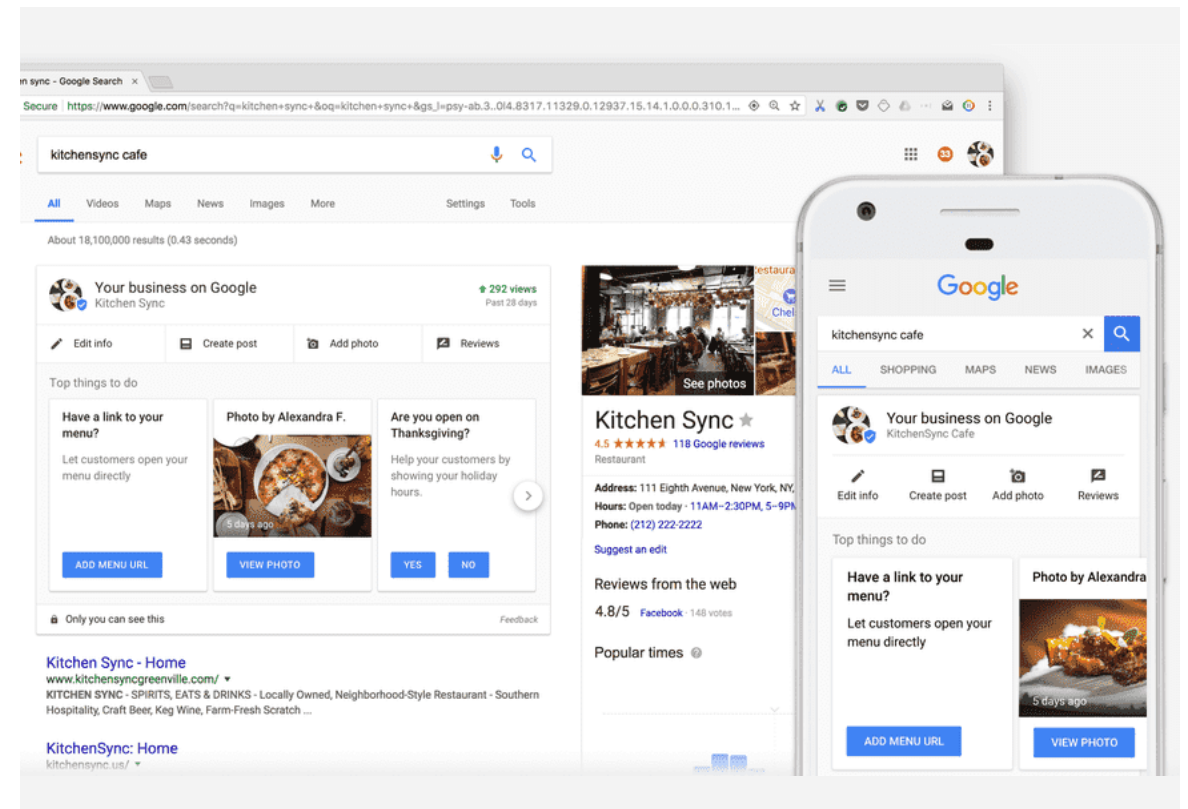 en sync - Google Search ×
Secure https://www.google.com/search?q=kitchen+sync+&oq=kitchen+sync+&gs_l=psy-ab.3..0l4.8317.11329.0.12937.15.14.1.0.0.0.310.1...
kitchensync cafe
33
All Videos Maps News Images More Settings Tools
About 18,100,000 results (0.43 seconds)
Your business on Google
Kitchen Sync
292 views
Past 28 days
Edit info Create post Add photo Reviews
Top things to do
Have a link to your
menu?
Let customers open your
menu directly
ADD MENU URL
Photo by Alexandra F.
5 days ago
VIEW PHOTO
Are you open on
Thanksgiving?
Help your customers by
showing your holiday
hours.
YES NO
Only you can see this Feedback
Kitchen Sync - Home
www.kitchensyncgreenville.com/
KITCHEN SYNC - SPIRITS, EATS & DRINKS - Locally Owned, Neighborhood-Style Restaurant - Southern
Hospitality, Craft Beer, Keg Wine, Farm-Fresh Scratch ...
KitchenSync: Home
kitchensync.us/
estaura
Chel
See photos
Kitchen Sync
4.5 118 Google reviews
Restaurant
Address: 111 Eighth Avenue, New York, NY,
Hours: Open today · 11AM–2:30PM, 5–9PM
Phone: (212) 222-2222
Suggest an edit
Reviews from the web
4.8/5 Facebook · 148 votes
Popular times
Google
kitchensync cafe
ALL SHOPPING MAPS NEWS IMAGES
Your business on Google
KitchenSync Cafe
Edit info Create post Add photo Reviews
Top things to do
Have a link to your
menu?
Let customers open your
menu directly
ADD MENU URL
Photo by Alexandra
5 days ago
VIEW PHOTO